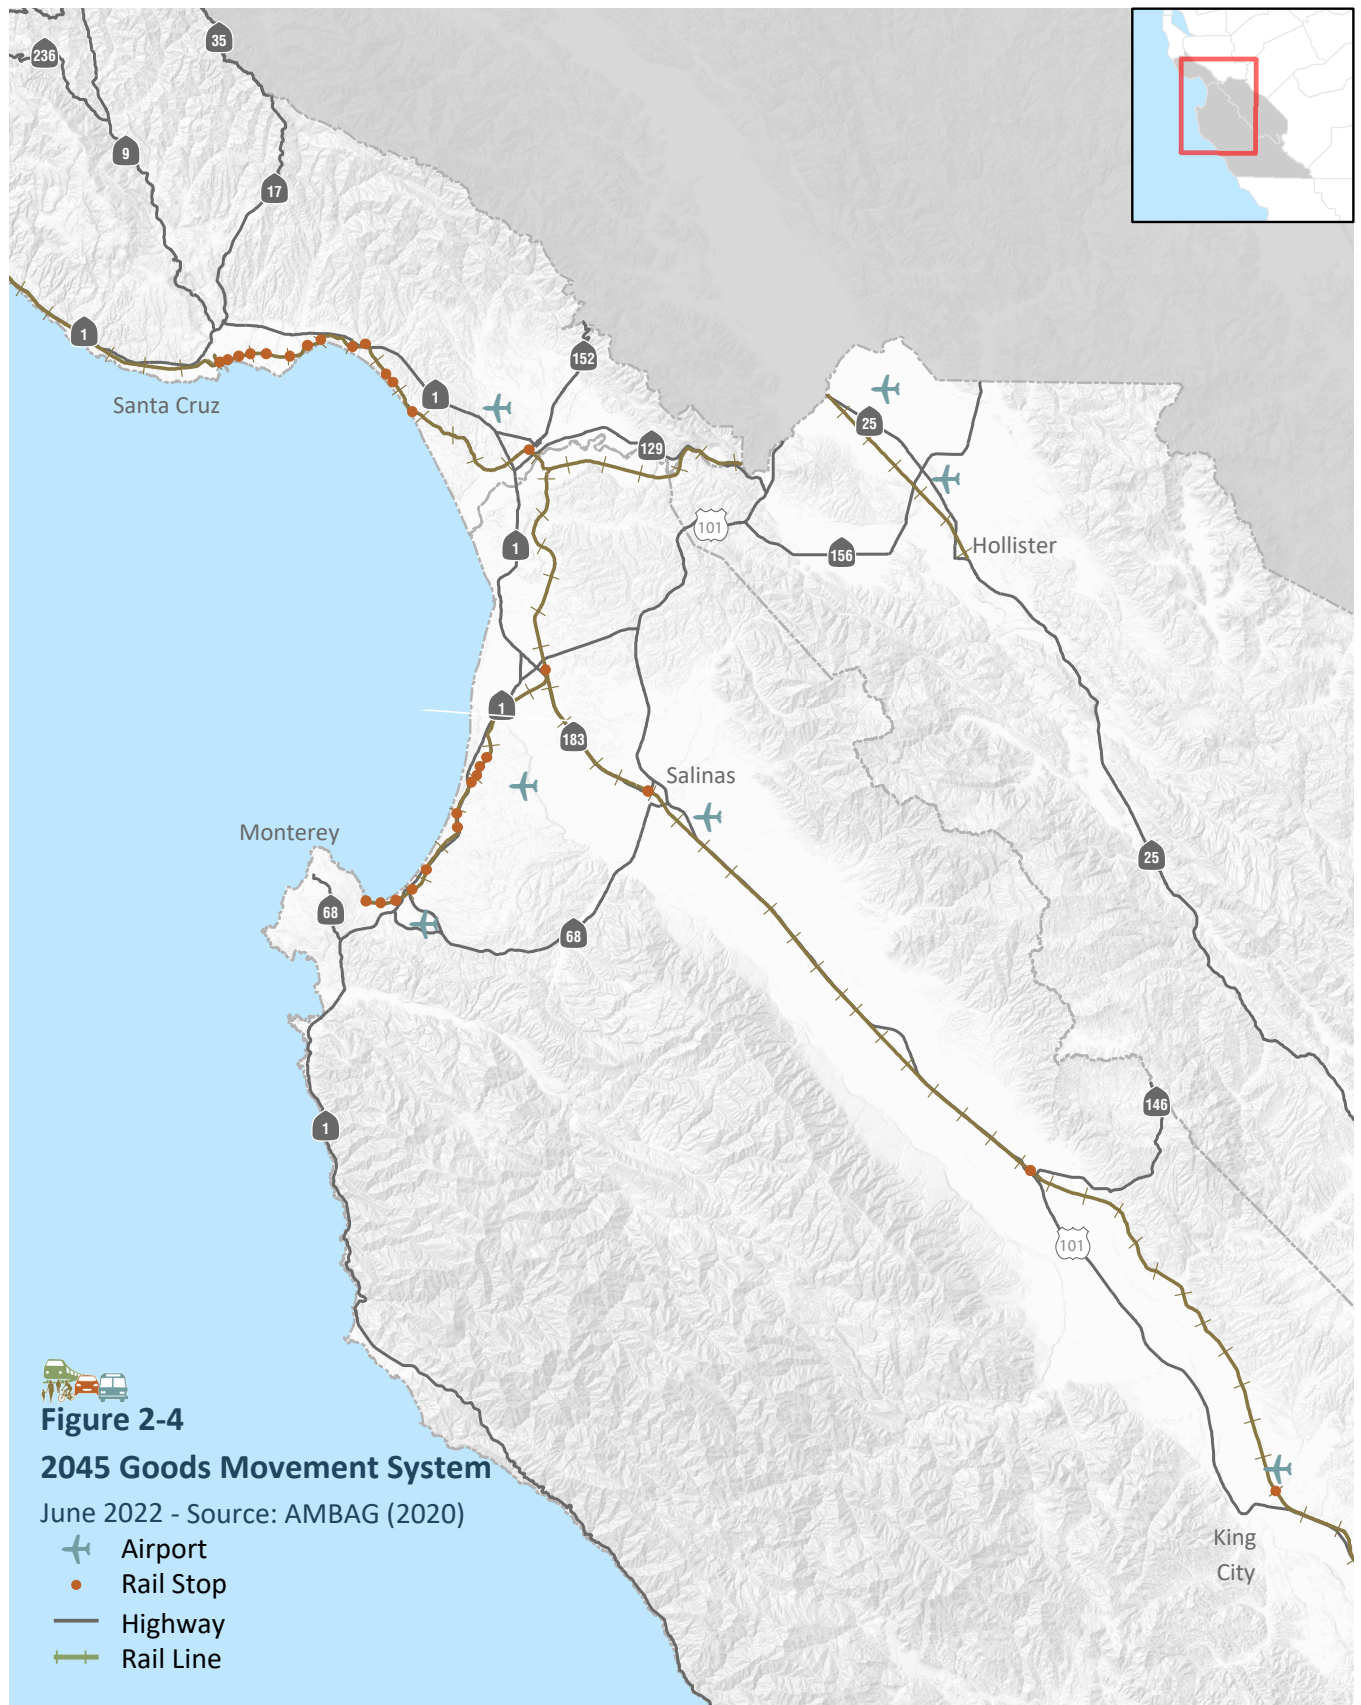 35
236
9
17
1
Santa Cruz
152
1
25
129
101
1
156
Hollister
1
183
Salinas
Monterey
25
68
68
146
1
101
Figure 2-4
2045 Goods Movement System
June 2022 - Source: AMBAG (2020)
Airport
Rail Stop
Highway
Rail Line
King
City